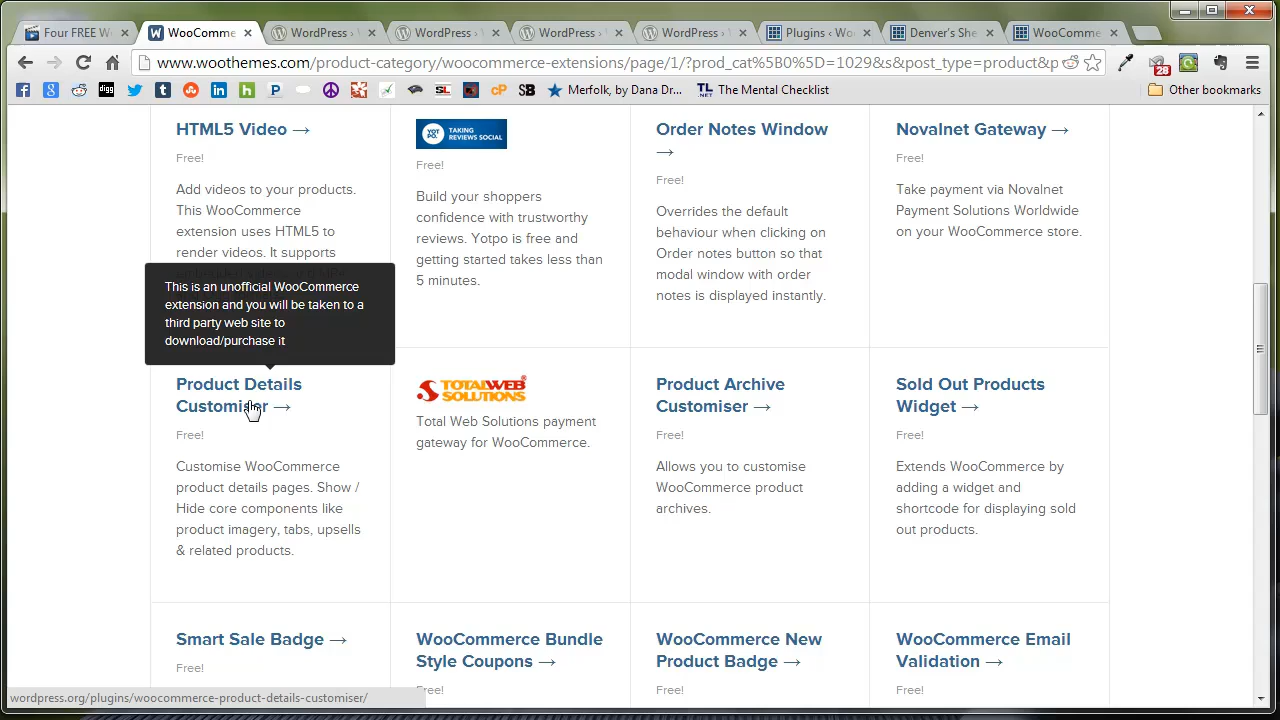 Four FREE W
WooComme
WordPress ›
WordPress ›
WordPress ›
WordPress ›
Plugins ‹ Wo
Denver's She
WooComme
www.woothemes.com/product-category/woocommerce-extensions/page/1/?prod_cat%5B0%5D=1029&s&post_type=product&p
28
digg
h
P
SL
cP
SB
Merfolk, by Dana Dr...
TL
.NET
The Mental Checklist
Other bookmarks
HTML5 Video →
Free!
Add videos to your products.
This WooCommerce
extension uses HTML5 to
render videos. It supports
YOT
PO.
TAKING
REVIEWS SOCIAL
Free!
Build your shoppers
confidence with trustworthy
reviews. Yotpo is free and
getting started takes less than
5 minutes.
Order Notes Window
→
Free!
Overrides the default
behaviour when clicking on
Order notes button so that
modal window with order
notes is displayed instantly.
Novalnet Gateway →
Free!
Take payment via Novalnet
Payment Solutions Worldwide
on your WooCommerce store.
This is an unofficial WooCommerce
extension and you will be taken to a
third party web site to
download/purchase it
Product Details
Customiser →
Free!
Customise WooCommerce
product details pages. Show /
Hide core components like
product imagery, tabs, upsells
& related products.
TOTALWEB
SOLUTIONS
Total Web Solutions payment
gateway for WooCommerce.
Product Archive
Customiser →
Free!
Allows you to customise
WooCommerce product
archives.
Sold Out Products
Widget →
Free!
Extends WooCommerce by
adding a widget and
shortcode for displaying sold
out products.
Smart Sale Badge →
Free!
WooCommerce Bundle
Style Coupons →
Free!
WooCommerce New
Product Badge →
Free!
WooCommerce Email
Validation →
Free!
wordpress.org/plugins/woocommerce-product-details-customiser/